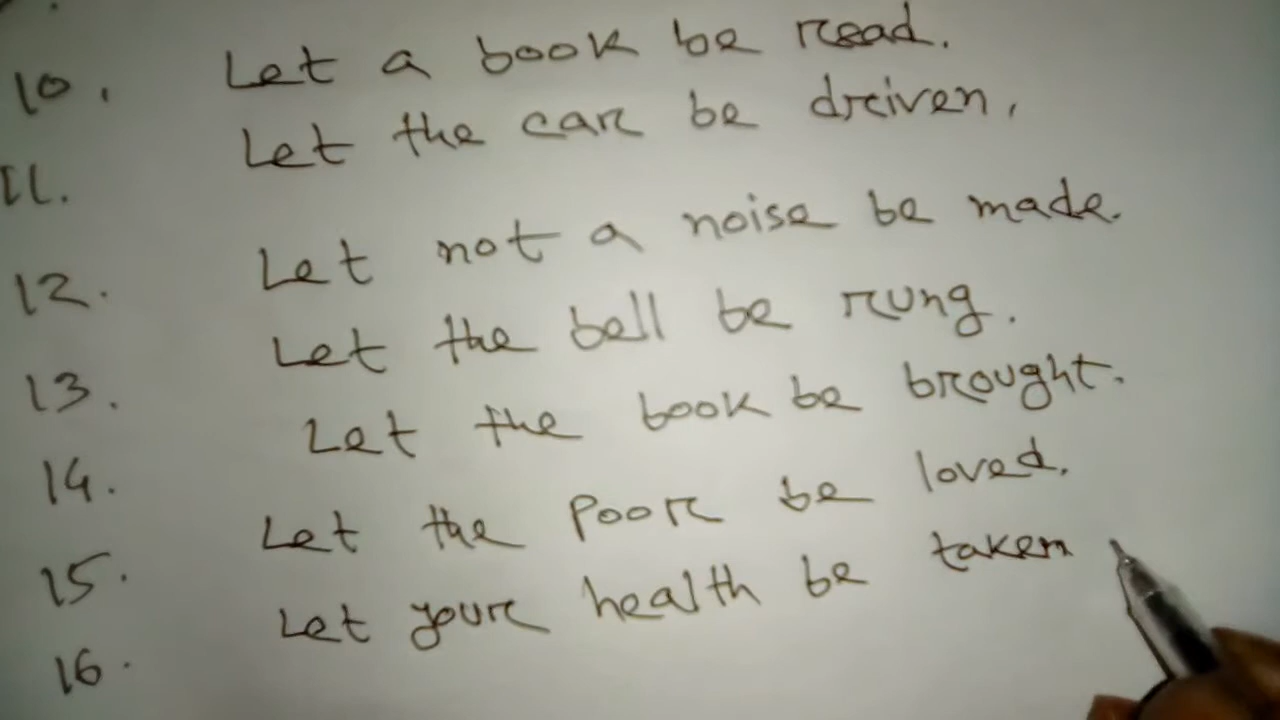 10. Let a book be read.
11. Let the car be driven.
12. Let not a noise be made.
13. Let the bell be rung.
14. Let the book be brought.
15. Let the poor be loved.
16. Let your health be taken